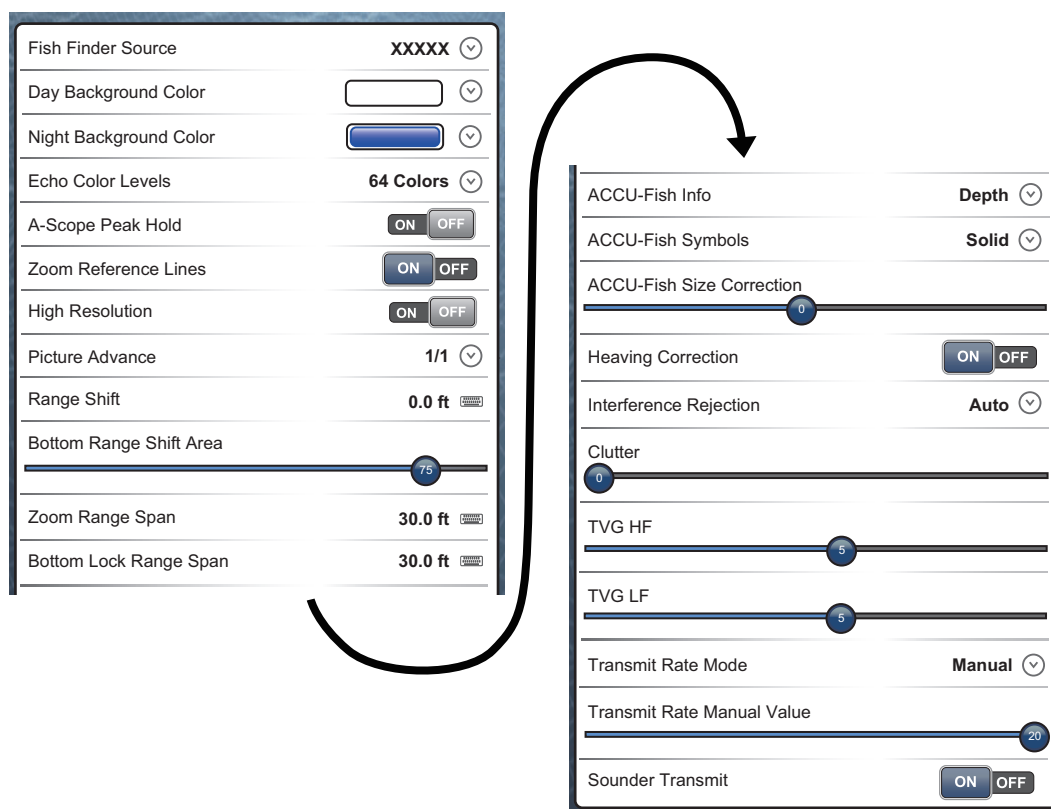 Fish Finder Source XXXXX
Day Background Color
Night Background Color
Echo Color Levels 64 Colors
A-Scope Peak Hold ON OFF
Zoom Reference Lines ON OFF
High Resolution ON OFF
Picture Advance 1/1
Range Shift 0.0 ft
Bottom Range Shift Area
75
Zoom Range Span 30.0 ft
Bottom Lock Range Span 30.0 ft
ACCU-Fish Info Depth
ACCU-Fish Symbols Solid
ACCU-Fish Size Correction
0
Heaving Correction ON OFF
Interference Rejection Auto
Clutter
0
TVG HF
5
TVG LF
5
Transmit Rate Mode Manual
Transmit Rate Manual Value
20
Sounder Transmit ON OFF